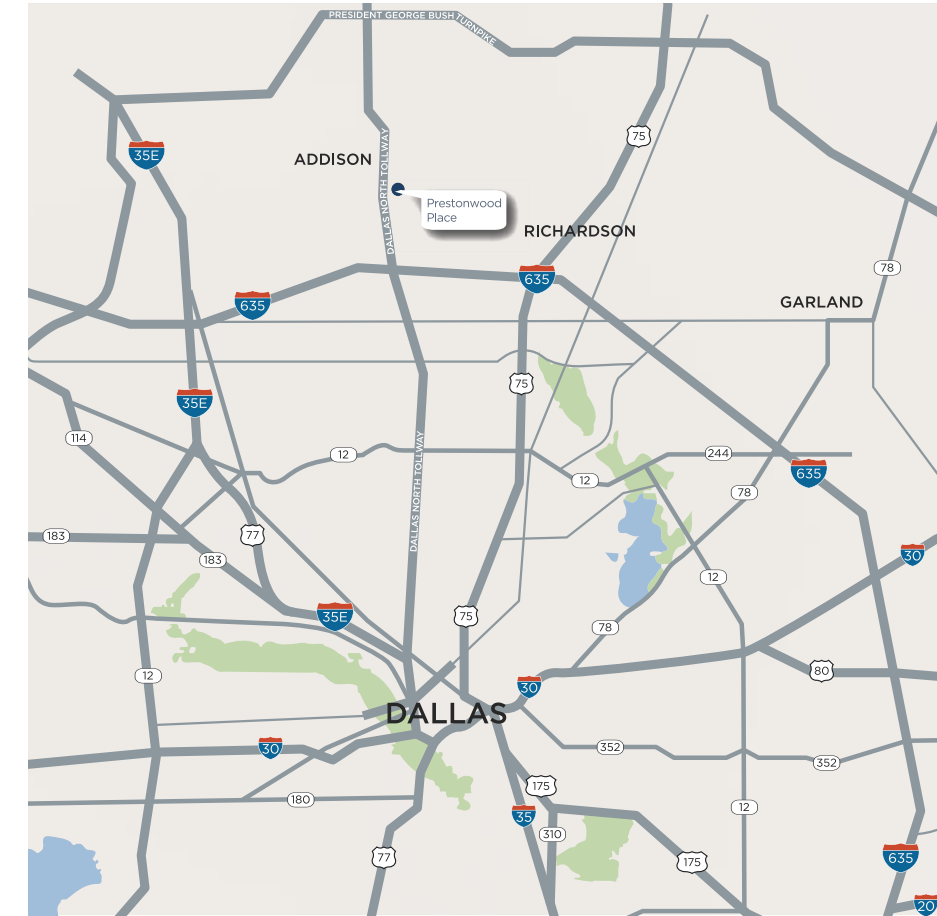 PRESIDENT GEORGE BUSH TURNPIKE
75
35E
ADDISON
DALLAS NORTH TOLLWAY
Prestonwood
Place
RICHARDSON
78
635
635
GARLAND
75
35E
114
12
DALLAS NORTH TOLLWAY
244
635
12
78
183
77
183
30
12
35E
75
78
80
12
30
DALLAS
30
352
352
175
180
12
35
310
77
175
635
20